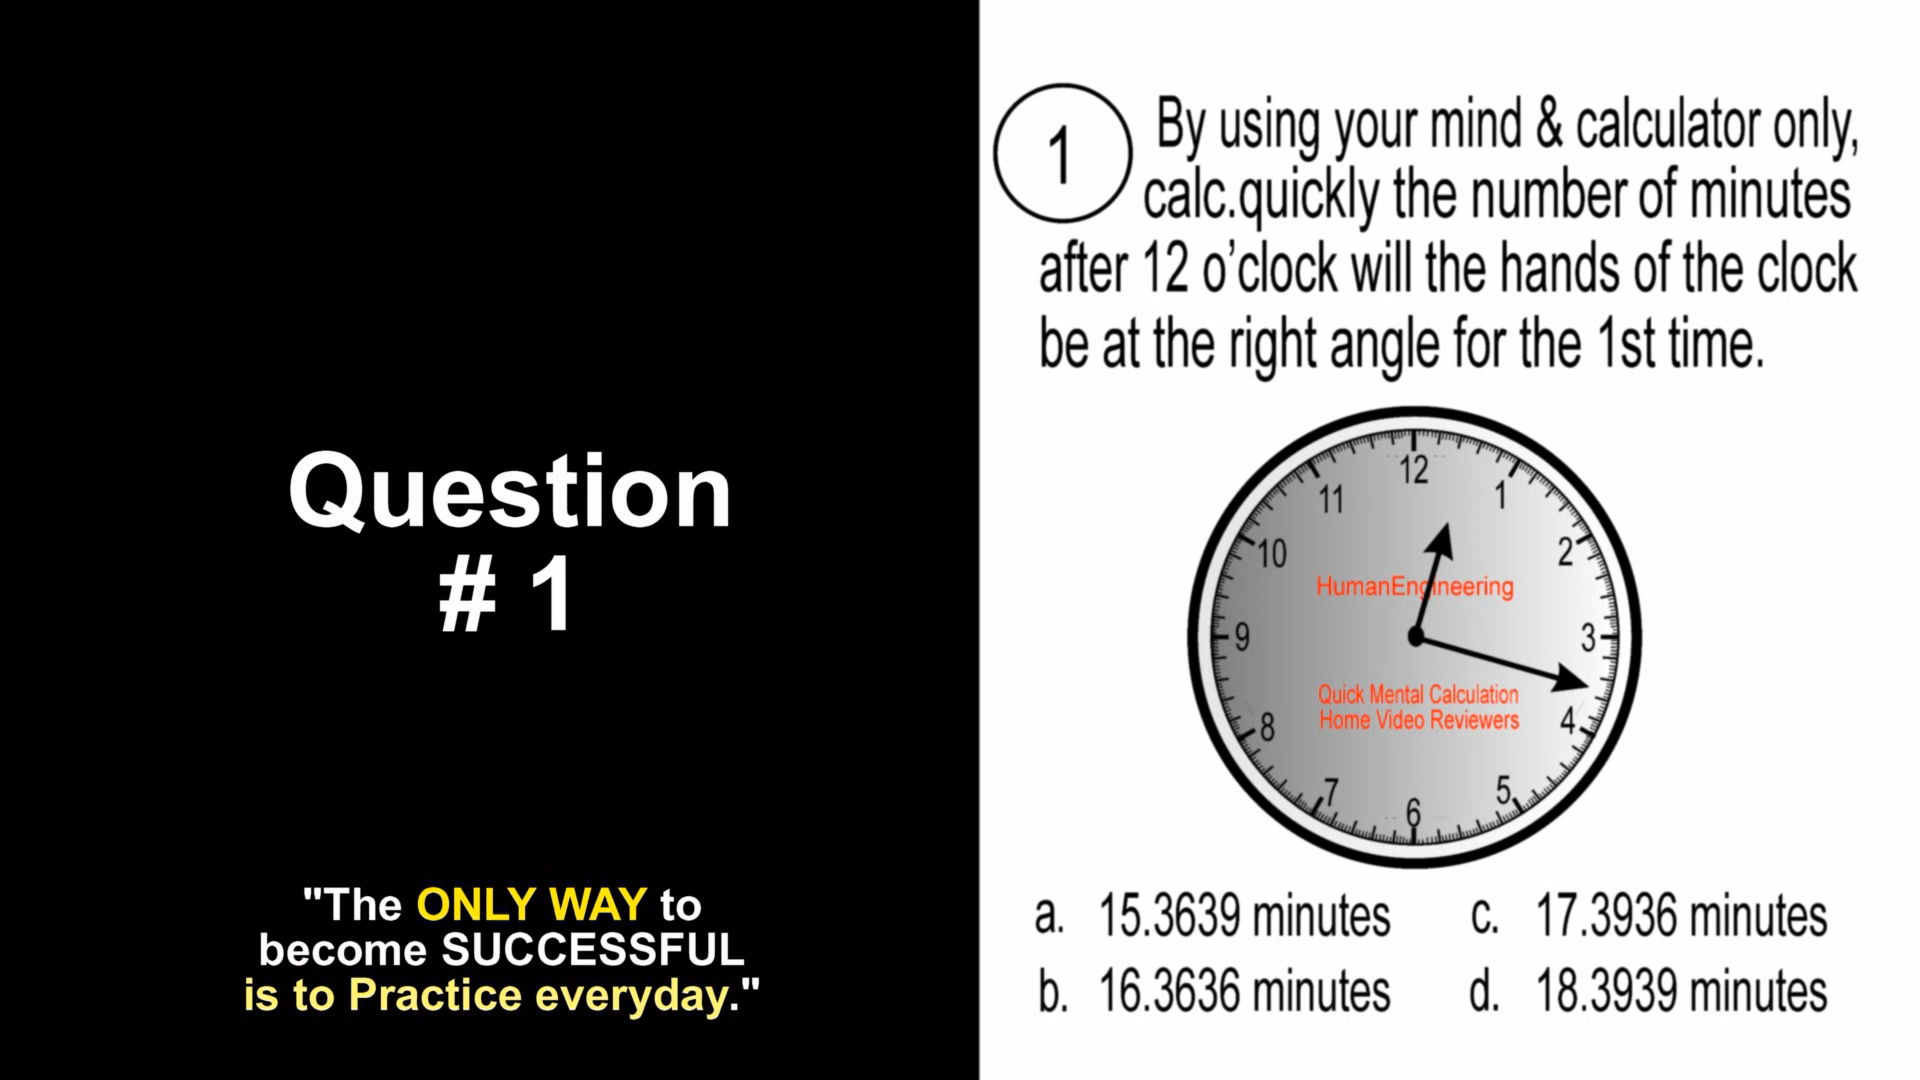 Question
# 1
"The ONLY WAY to
become SUCCESSFUL
is to Practice everyday."
1
By using your mind & calculator only,
calc.quickly the number of minutes
after 12 o'clock will the hands of the clock
be at the right angle for the 1st time.
12
11
1
10
2
HumanEngineering
9
3
Quick Mental Calculation
Home Video Reviewers
8
4
7
5
6
a. 15.3639 minutes
c. 17.3936 minutes
b. 16.3636 minutes
d. 18.3939 minutes